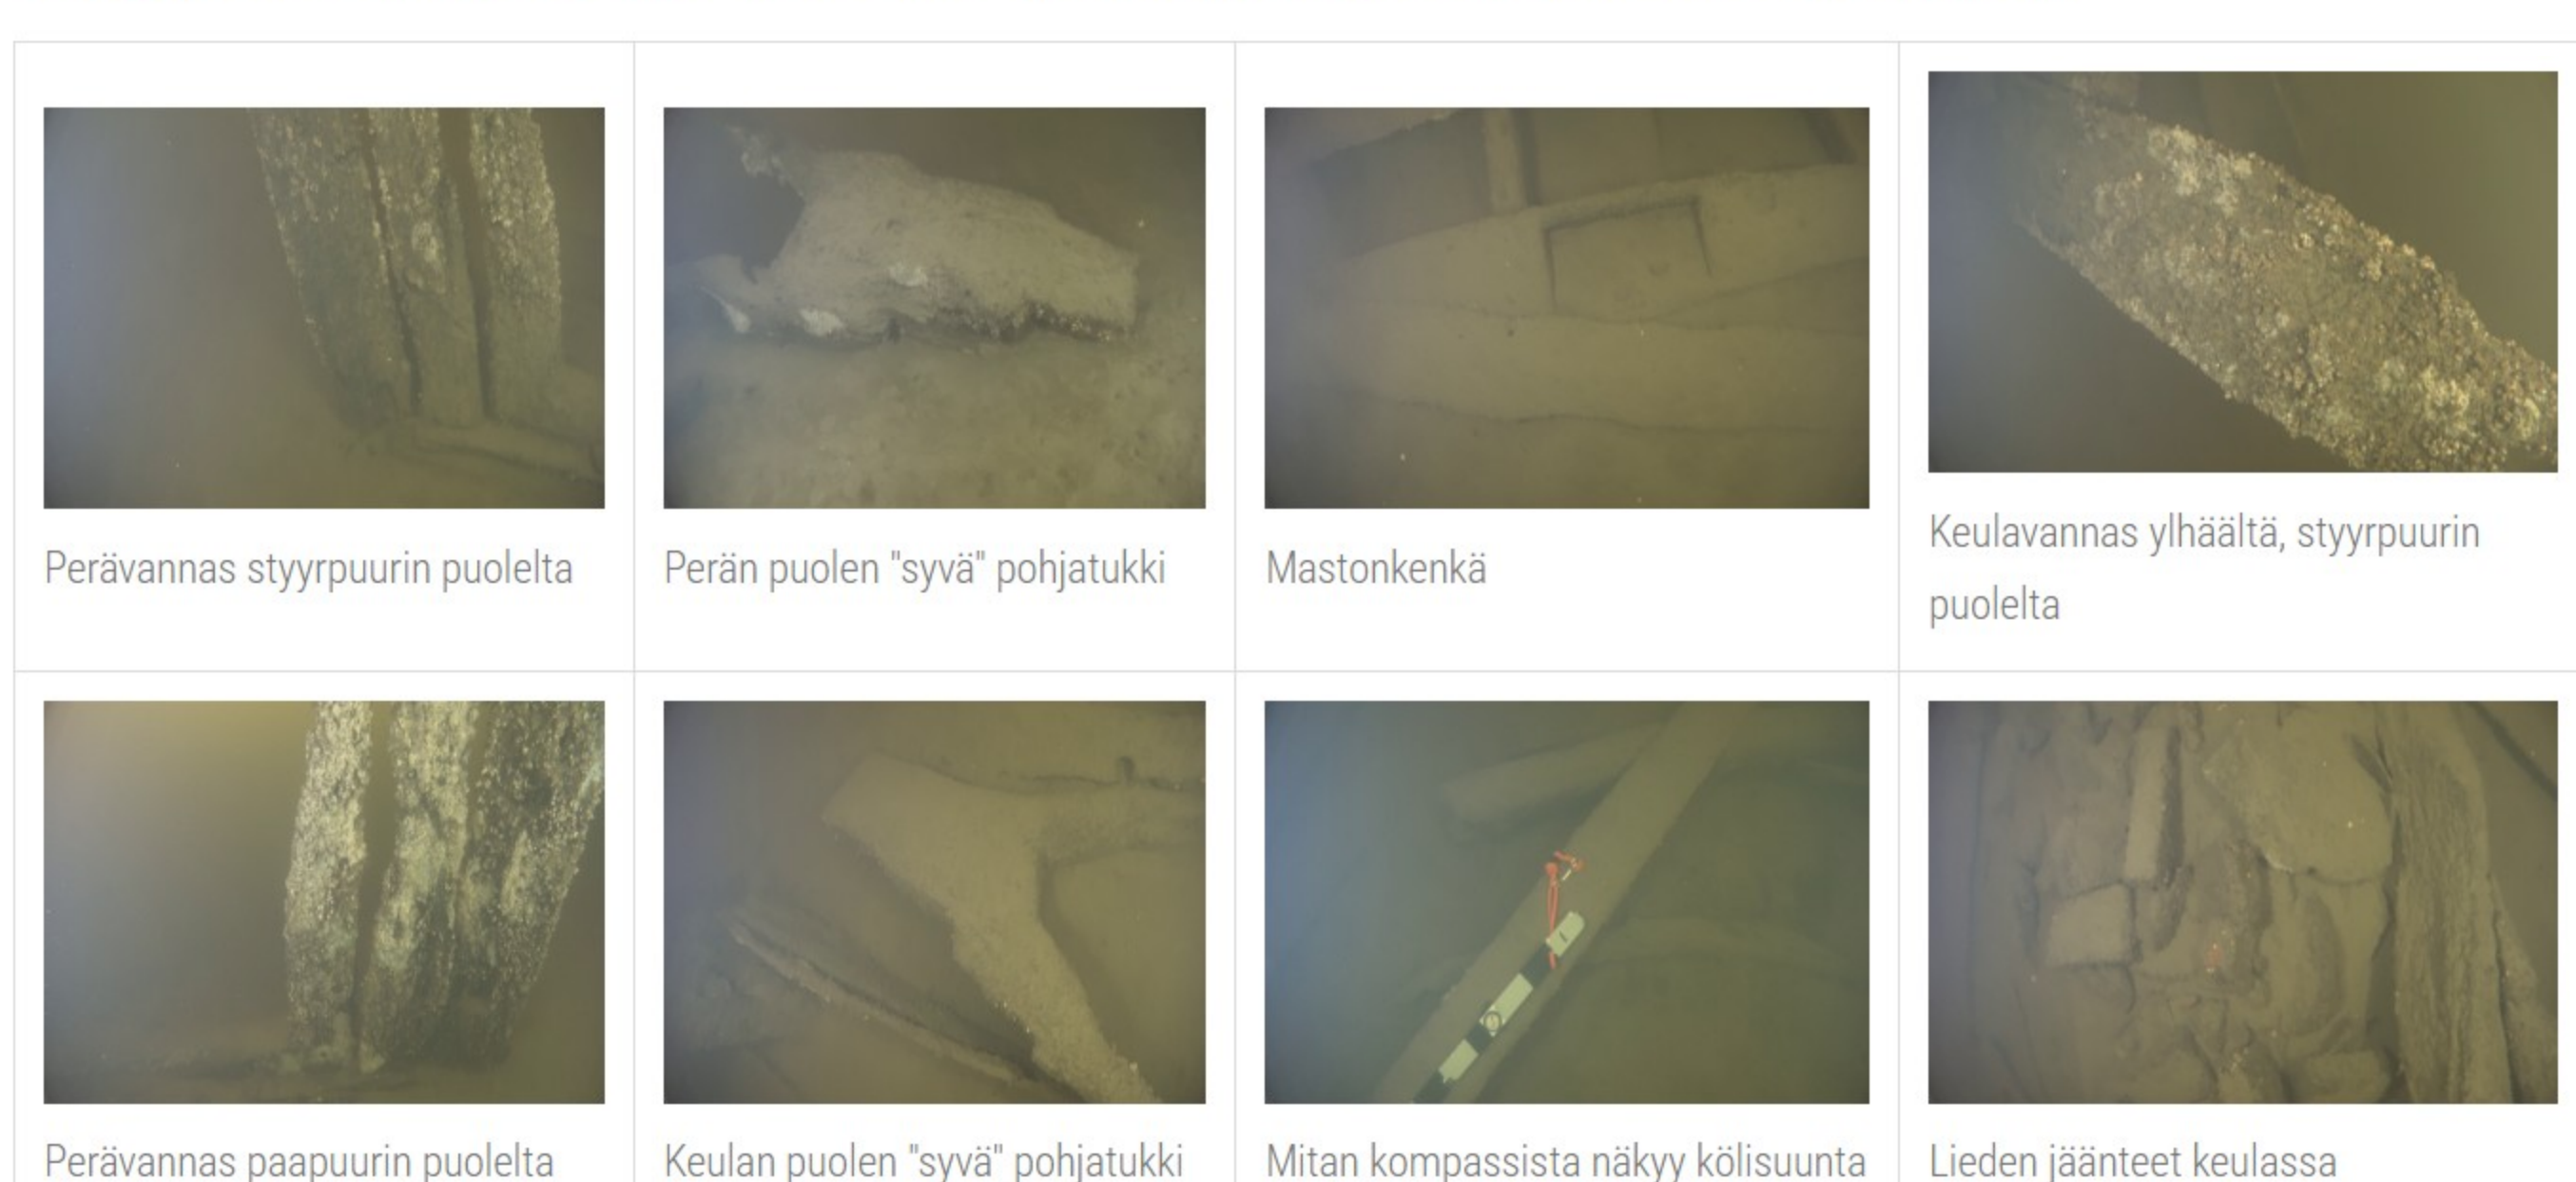 Perävannas styyrpuurin puolelta
Perän puolen "syvä" pohjatukki
Mastonkenkä
Keulavannas ylhäältä, styyrpuurin
puolelta
Perävannas paapuurin puolelta
Keulan puolen "syvä" pohjatukki
Mitan kompassista näkyy kölisuunta
Lieden jäänteet keulassa